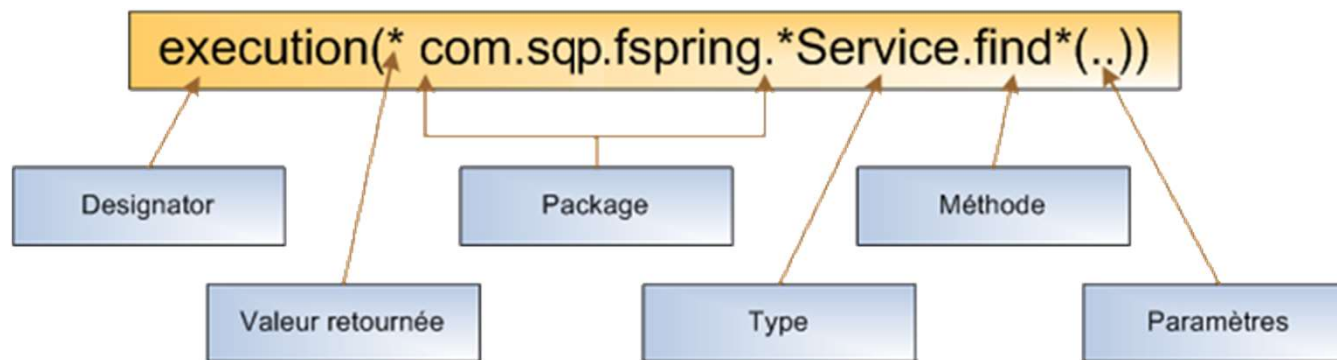 execution(* com.sqp.fspring.*Service.find*(..))
Designator
Package
Méthode
Valeur retournée
Type
Paramètres